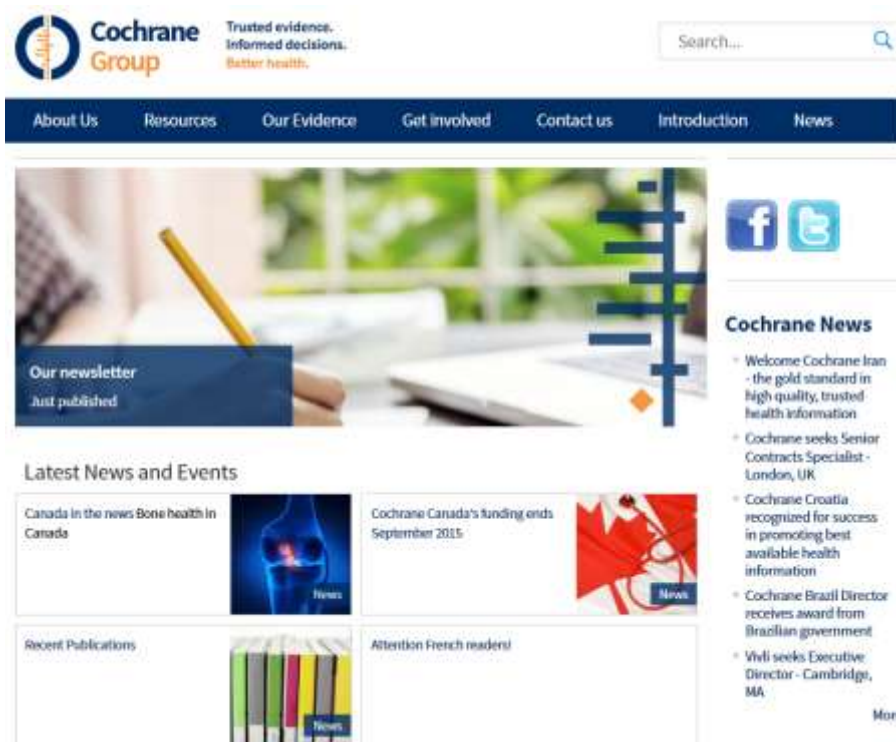 Cochrane
Group
Trusted evidence.
Informed decisions.
Better health.
Search...
About Us
Resources
Our Evidence
Get involved
Contact us
Introduction
News
Our newsletter
Just published
Latest News and Events
Canada in the news Bone health in
Canada
News
Cochrane Canada's funding ends
September 2015
News
Recent Publications
News
Attention French readers!
f
t
Cochrane News
Welcome Cochrane Iran
- the gold standard in
high quality, trusted
health information
Cochrane seeks Senior
Contracts Specialist -
London, UK
Cochrane Croatia
recognized for success
in promoting best
available health
information
Cochrane Brazil Director
receives award from
Brazilian government
Vivli seeks Executive
Director - Cambridge,
MA
Mor